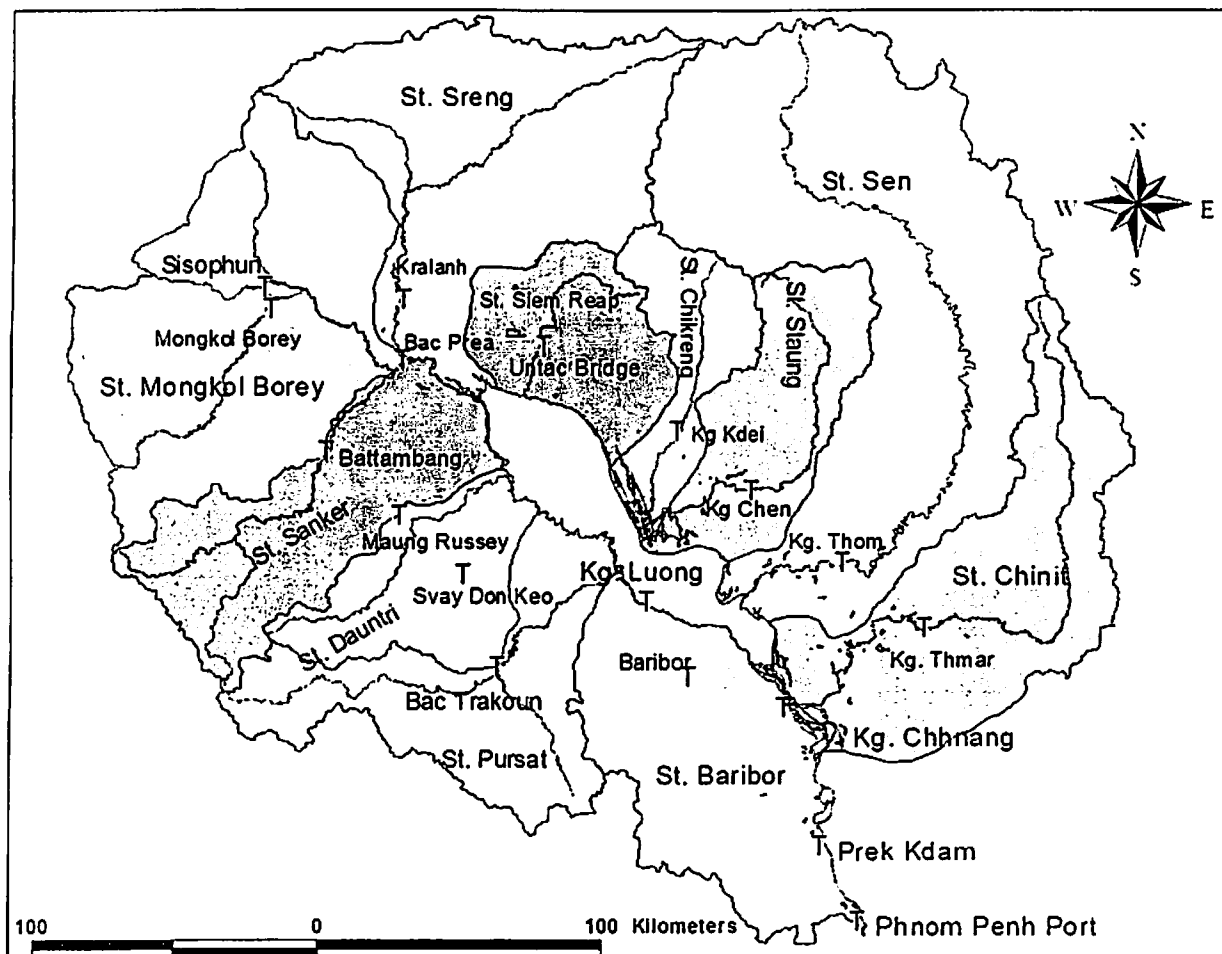 St. Sreng
N
St. Sen
W E
S
Sisophun
Kralanh
St. Siem Reap
St. Chikreng
St. Slaung
Mongkol Borey
Bac Prea
Untac Bridge
St. Mongkol Borey
Kg Kdei
Battambang
Kg Chen
St. Sanker
Maung Russey
Kg. Thom
Kg. Luong
St. Chinit
Svay Don Keo
St. Dauntri
Baribor
Kg. Thmar
Bac Trakoun
Kg. Chhnang
St. Pursat
St. Baribor
Prek Kdam
100 0 100 Kilometers
Phnom Penh Port